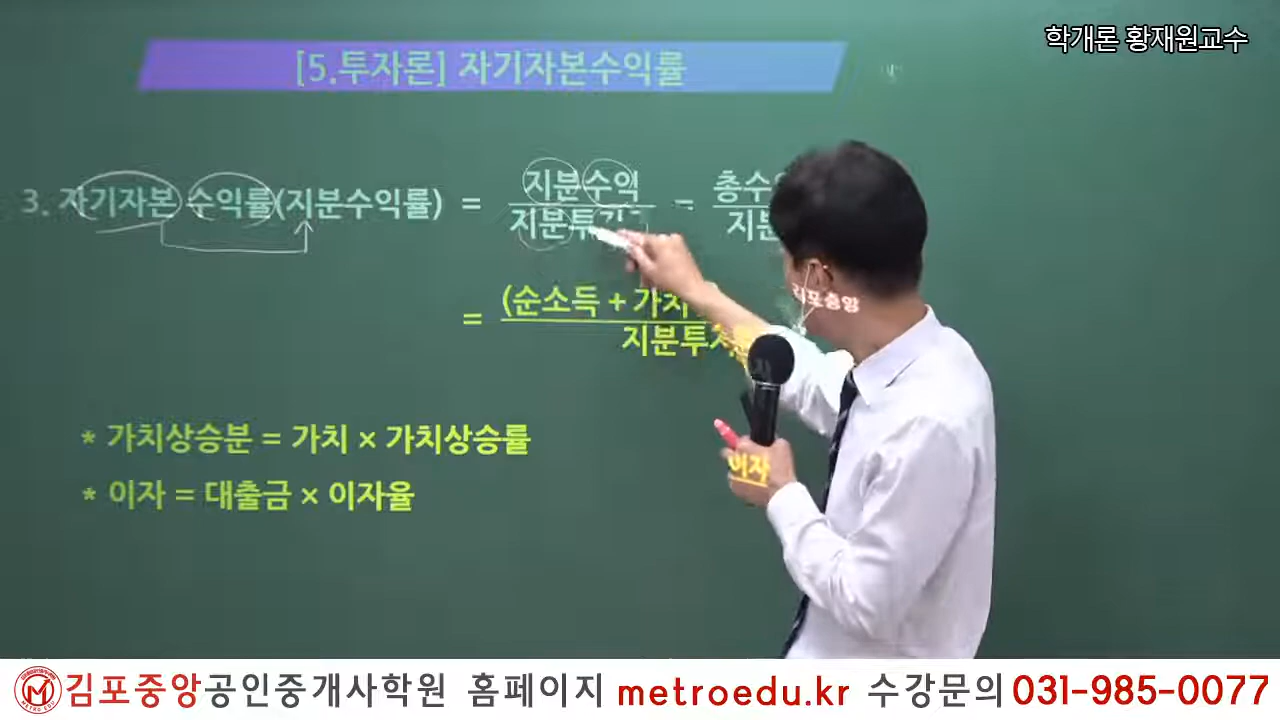 학개론 황재원교수
[5.투자론] 자기자본수익률
3. 자기자본 수익률(지분수익률) = 지분수익 = 총수
지분투 지분
= (순소득 + 가치
지분투자
김포중앙
* 가치상승분 = 가치 × 가치상승률
이자
* 이자 = 대출금 × 이자율
김포중앙공인중개사학원 홈페이지 metroedu.kr 수강문의 031-985-0077
METRO EDU